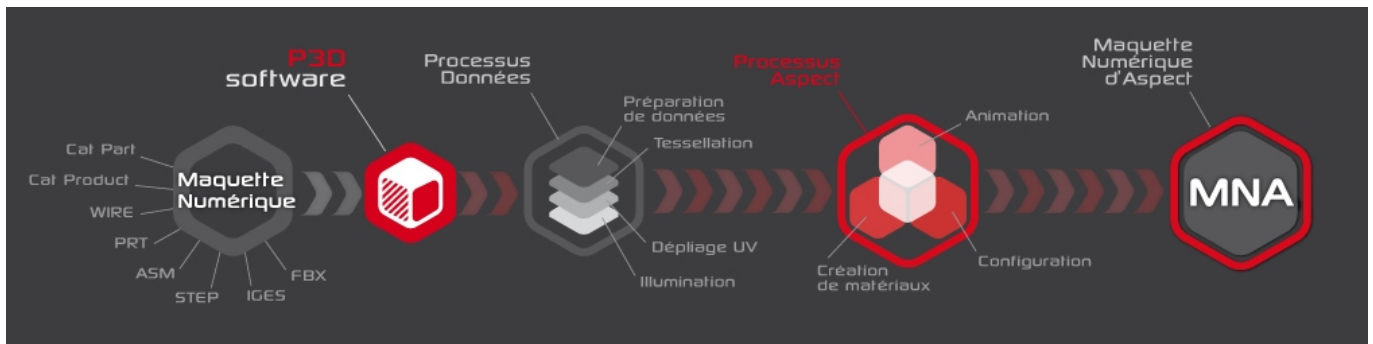 Cat Part
Cat Product
WIRE
PRT
ASM
STEP
IGES
FBX
Maquette
Numérique
P3D
software
Processus
Données
Préparation
de données
Tessellation
Dépliage UV
Illumination
Processus
Aspect
Animation
Création
de matériaux
Configuration
Maquette
Numérique
d'Aspect
MNA